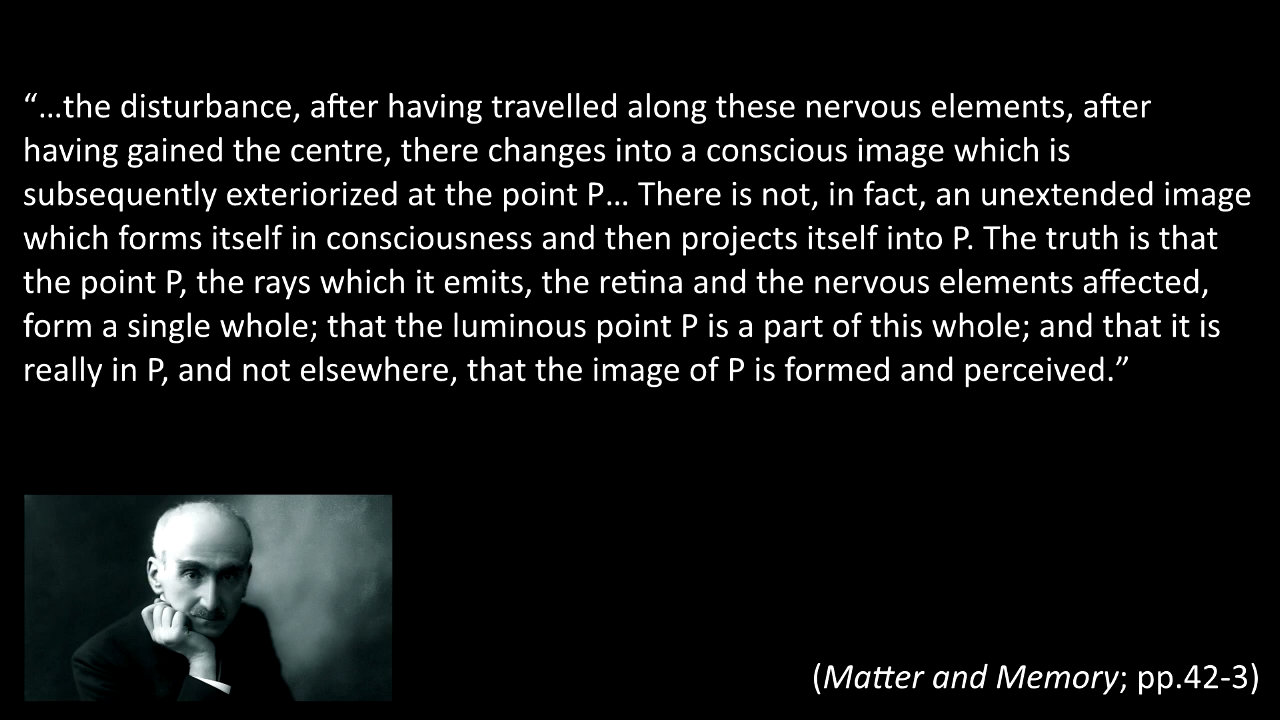 “…the disturbance, after having travelled along these nervous elements, after
having gained the centre, there changes into a conscious image which is
subsequently exteriorized at the point P… There is not, in fact, an unextended image
which forms itself in consciousness and then projects itself into P. The truth is that
the point P, the rays which it emits, the retina and the nervous elements affected,
form a single whole; that the luminous point P is a part of this whole; and that it is
really in P, and not elsewhere, that the image of P is formed and perceived.”
(Matter and Memory; pp.42-3)